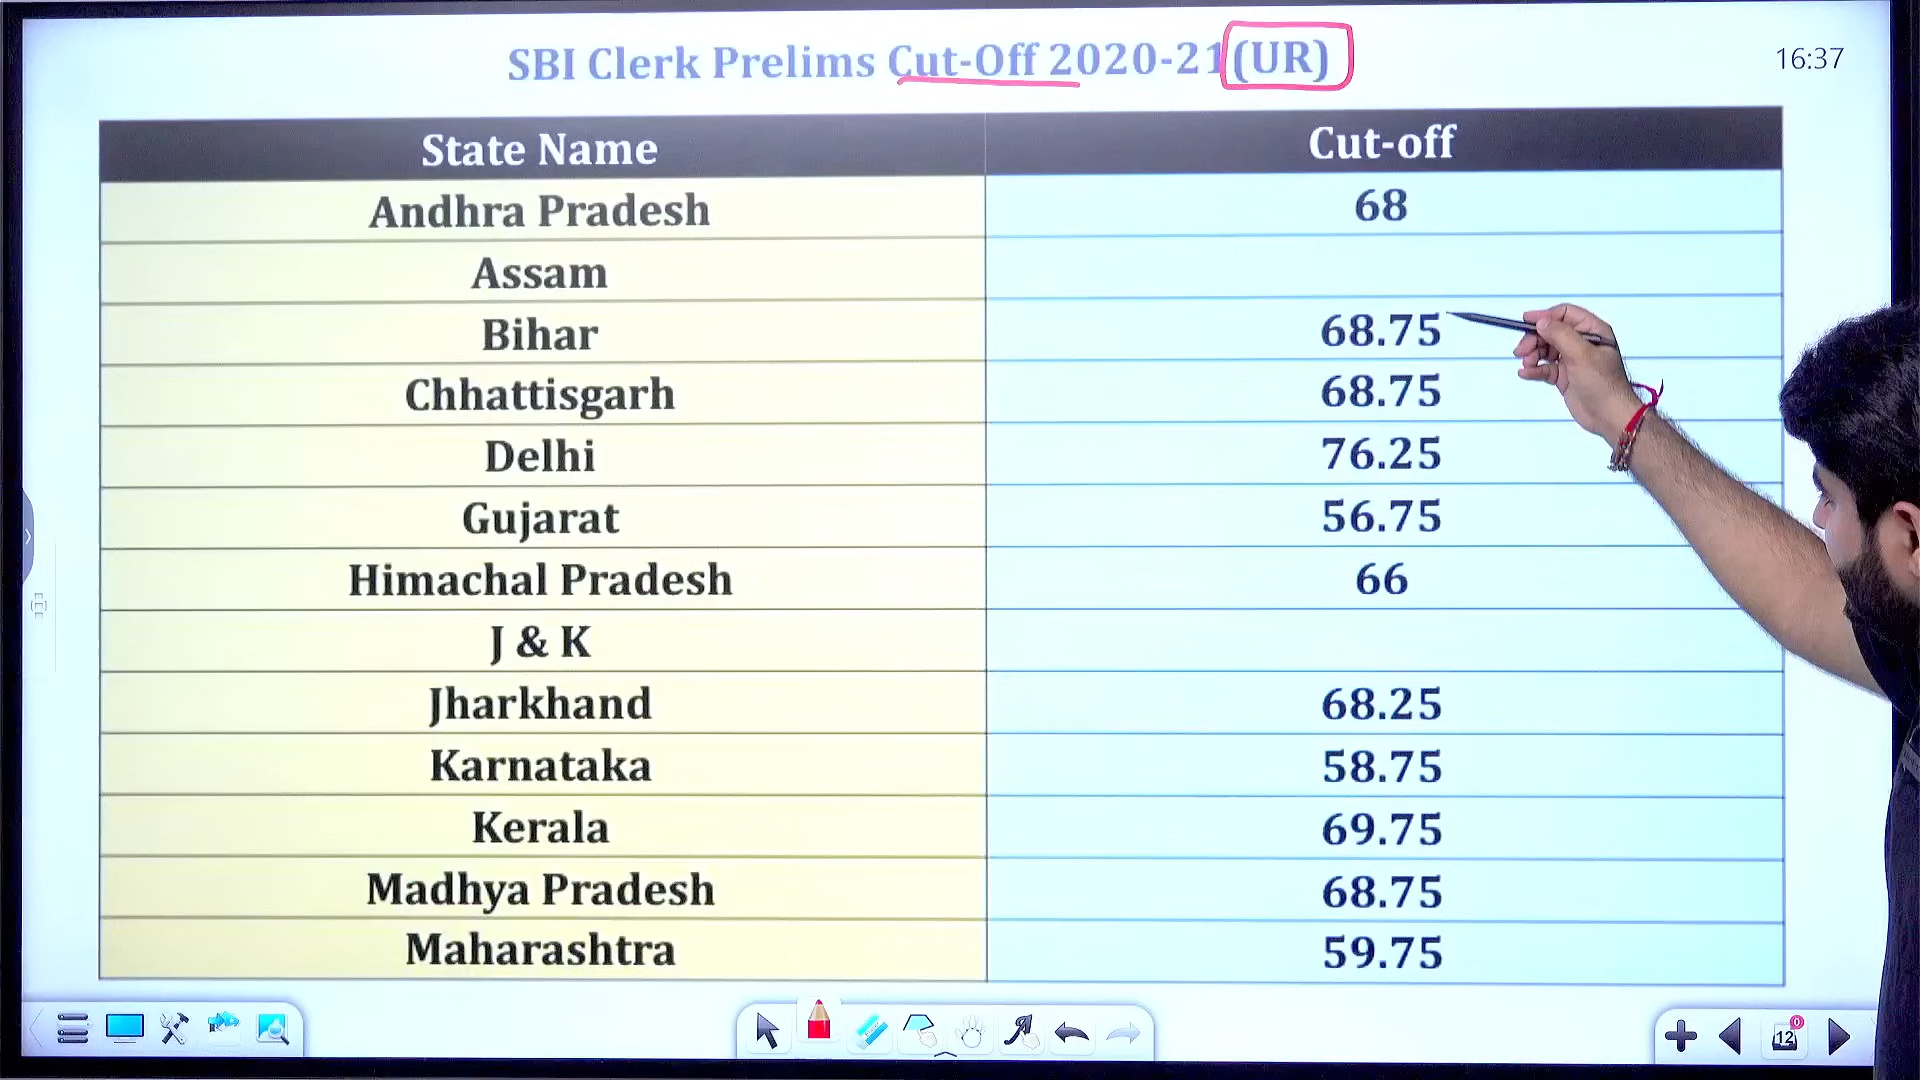 SBI Clerk Prelims Cut-Off 2020-21 (UR)
16:37
State Name Cut-off
Andhra Pradesh 68
Assam
Bihar 68.75
Chhattisgarh 68.75
Delhi 76.25
Gujarat 56.75
Himachal Pradesh 66
J & K
Jharkhand 68.25
Karnataka 58.75
Kerala 69.75
Madhya Pradesh 68.75
Maharashtra 59.75
12
0